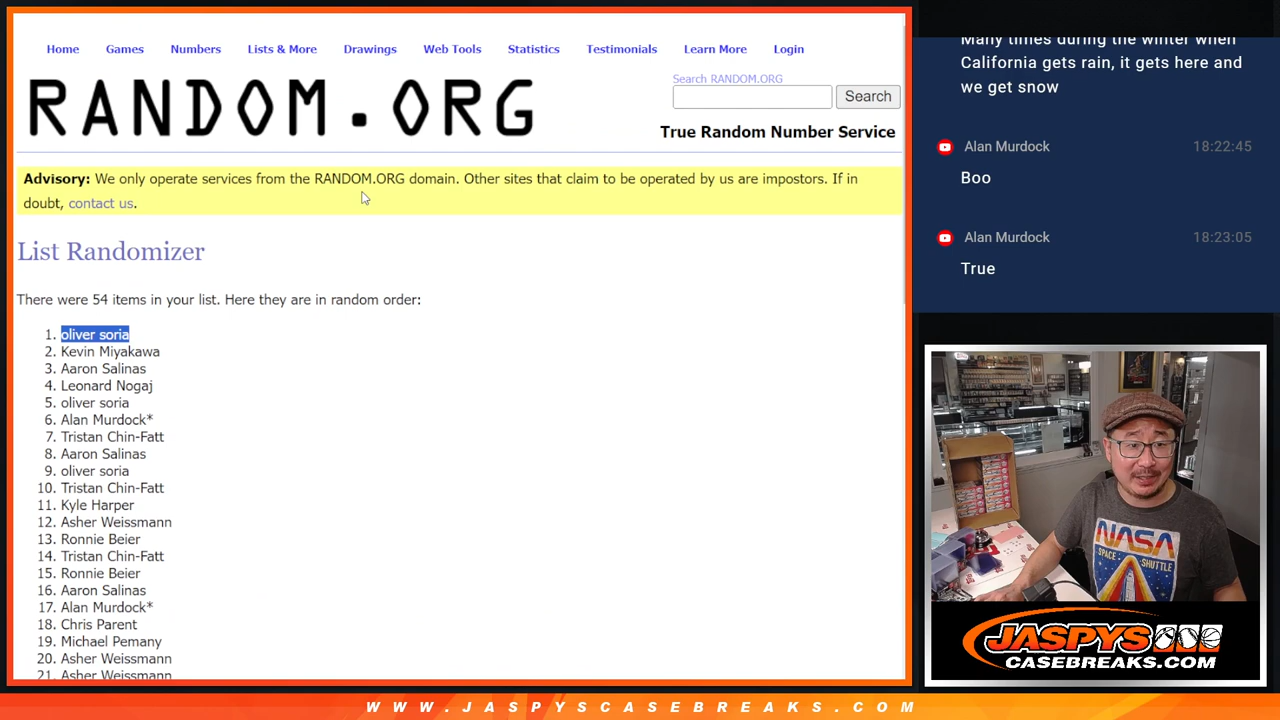 Home Games Numbers Lists & More Drawings Web Tools Statistics Testimonials Learn More Login
RANDOM.ORG
Search RANDOM.ORG
Search
True Random Number Service
Advisory: We only operate services from the RANDOM.ORG domain. Other sites that claim to be operated by us are impostors. If in
doubt, contact us.
List Randomizer
There were 54 items in your list. Here they are in random order:
1. oliver soria
2. Kevin Miyakawa
3. Aaron Salinas
4. Leonard Nogaj
5. oliver soria
6. Alan Murdock*
7. Tristan Chin-Fatt
8. Aaron Salinas
9. oliver soria
10. Tristan Chin-Fatt
11. Kyle Harper
12. Asher Weissmann
13. Ronnie Beier
14. Tristan Chin-Fatt
15. Ronnie Beier
16. Aaron Salinas
17. Alan Murdock*
18. Chris Parent
19. Michael Pemany
20. Asher Weissmann
21. Asher Weissmann
Many times during the winter when
California gets rain, it gets here and
we get snow
Alan Murdock 18:22:45
Boo
Alan Murdock 18:23:05
True
NASA
SPACE SHUTTLE
JASPYS
CASEBREAKS.COM
WWW.JASPYSCASEBREAKS.COM